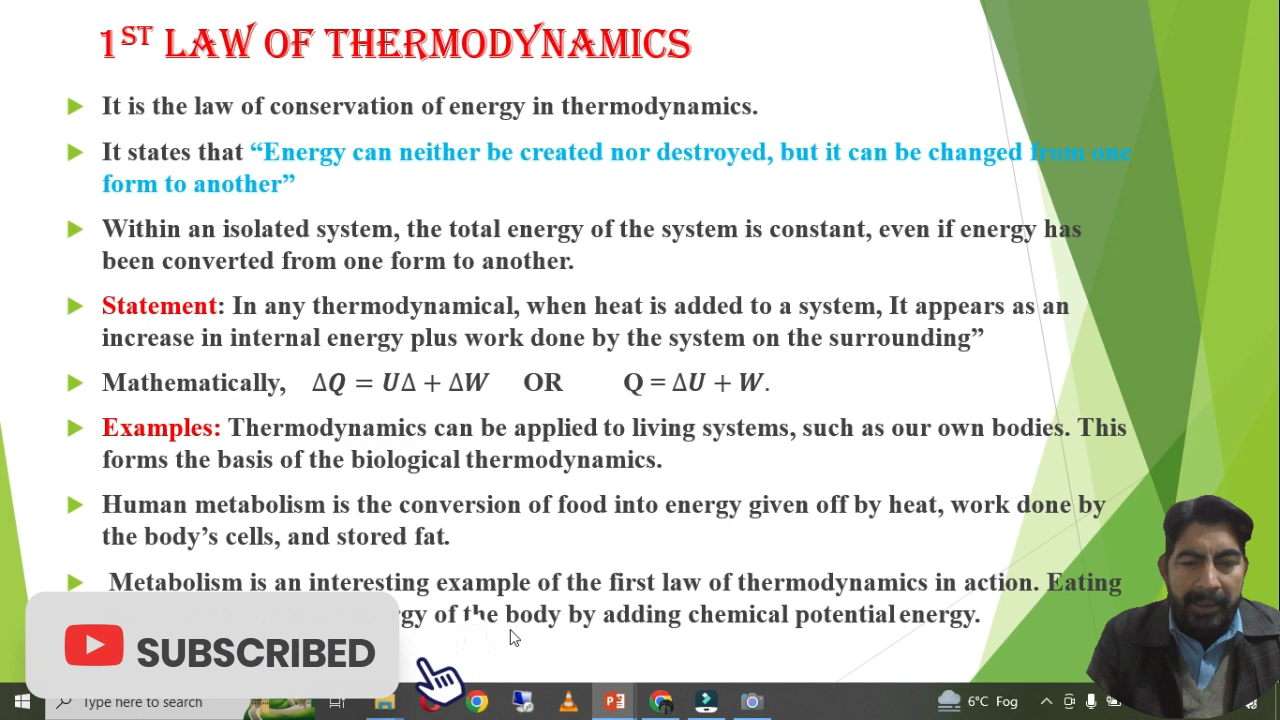 1ST LAW OF THERMODYNAMICS
It is the law of conservation of energy in thermodynamics.
It states that “Energy can neither be created nor destroyed, but it can be changed from one
form to another”
Within an isolated system, the total energy of the system is constant, even if energy has
been converted from one form to another.
Statement: In any thermodynamical, when heat is added to a system, It appears as an
increase in internal energy plus work done by the system on the surrounding”
Mathematically, ΔQ = UΔ + ΔW OR Q = ΔU + W.
Examples: Thermodynamics can be applied to living systems, such as our own bodies. This
forms the basis of the biological thermodynamics.
Human metabolism is the conversion of food into energy given off by heat, work done by
the body’s cells, and stored fat.
Metabolism is an interesting example of the first law of thermodynamics in action. Eating
of the body by adding chemical potential energy.
SUBSCRIBED
Type here to search
6°C Fog